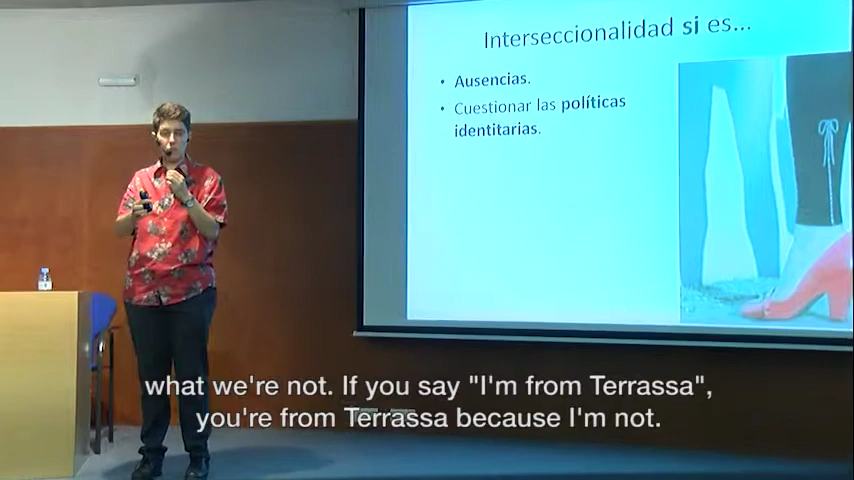 Interseccionalidad si es...
• Ausencias.
• Cuestionar las políticas
identitarias.
what we're not. If you say "I'm from Terrassa",
you're from Terrassa because I'm not.